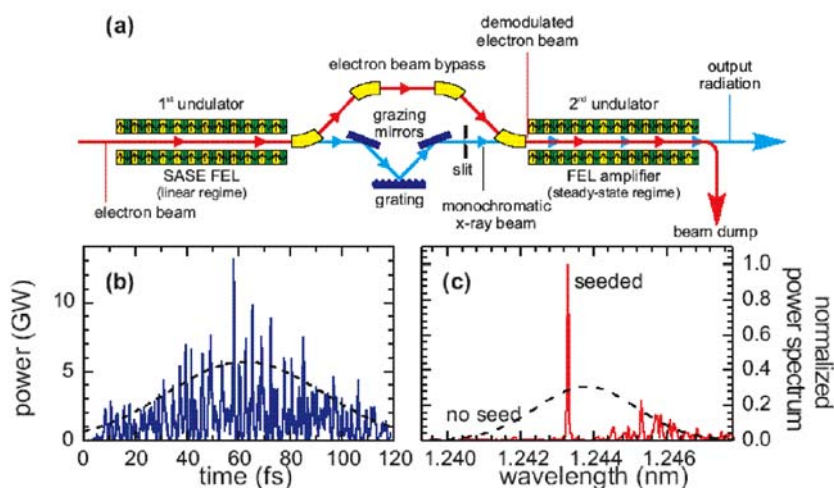 (a)
demodulated
electron beam
electron beam bypass
output
radiation
1st undulator
2nd undulator
grazing
mirrors
slit
SASE FEL
(linear regime)
grating
FEL amplifier
(steady-state regime)
monochromatic
x-ray beam
electron beam
beam dump
(b)
power (GW)
10
5
0
0 20 40 60 80 100 120
time (fs)
(c)
seeded
no seed
1.0
0.8
0.6
0.4
0.2
0.0
normalized
power spectrum
1.240 1.242 1.244 1.246
wavelength (nm)